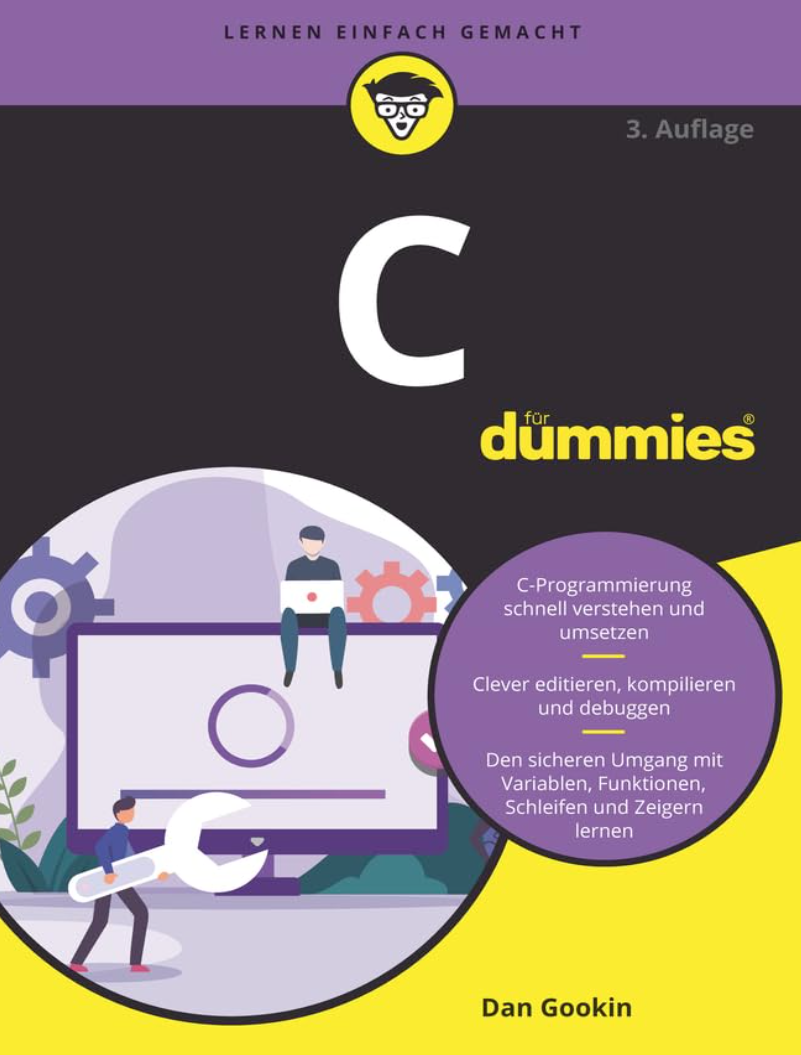 LERNEN EINFACH GEMACHT
3. Auflage
C
für
dummies®
C-Programmierung
schnell verstehen und
umsetzen
Clever editieren, kompilieren
und debuggen
Den sicheren Umgang mit
Variablen, Funktionen,
Schleifen und Zeigern
lernen
Dan Gookin